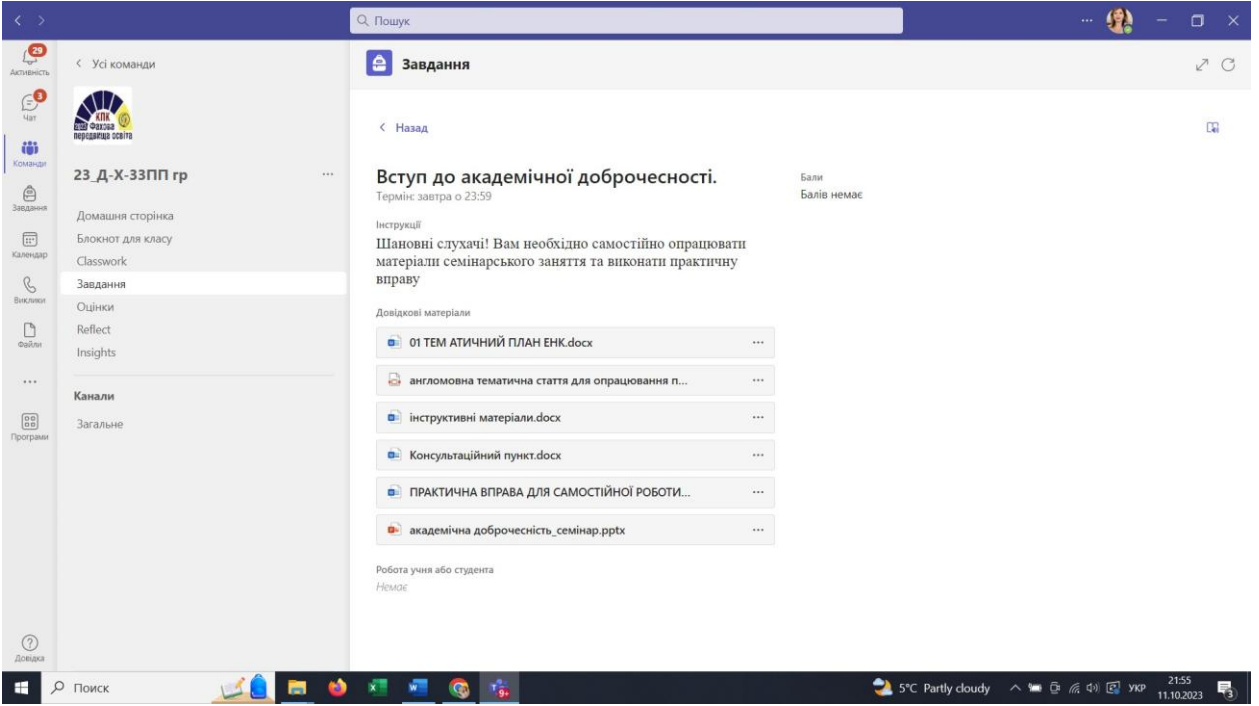 Пошук
29
Активність
3
Чат
Команди
Завдання
Календар
Виклики
Файли
Програми
Довідка
Усі команди
КПК
Фахова
передвища освіта
23_Д-Х-33ПП гр
Домашня сторінка
Блокнот для класу
Classwork
Завдання
Оцінки
Reflect
Insights
Канали
Загальне
Завдання
Назад
Вступ до академічної доброчесності.
Термін: завтра о 23:59
Бали
Балів немає
Інструкції
Шановні слухачі! Вам необхідно самостійно опрацювати
матеріали семінарського заняття та виконати практичну
вправу
Довідкові матеріали
01 ТЕМ АТИЧНИЙ ПЛАН ЕНК.docx
англомовна тематична стаття для опрацювання п...
інструктивні матеріали.docx
Консультаційний пункт.docx
ПРАКТИЧНА ВПРАВА ДЛЯ САМОСТІЙНОЇ РОБОТИ...
академічна доброчесність_семінар.pptx
Робота учня або студента
Немає
Поиск
9+
5°C Partly cloudy
УКР
21:55
11.10.2023
3